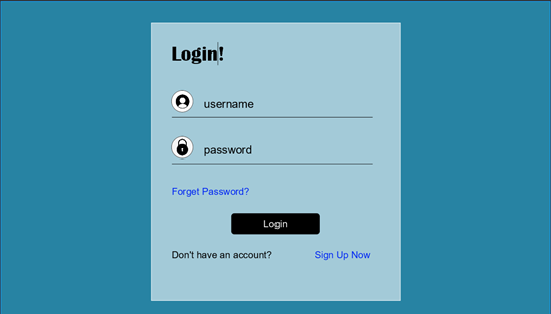 Login!
username
password
Forget Password?
Login
Don't have an account? Sign Up Now